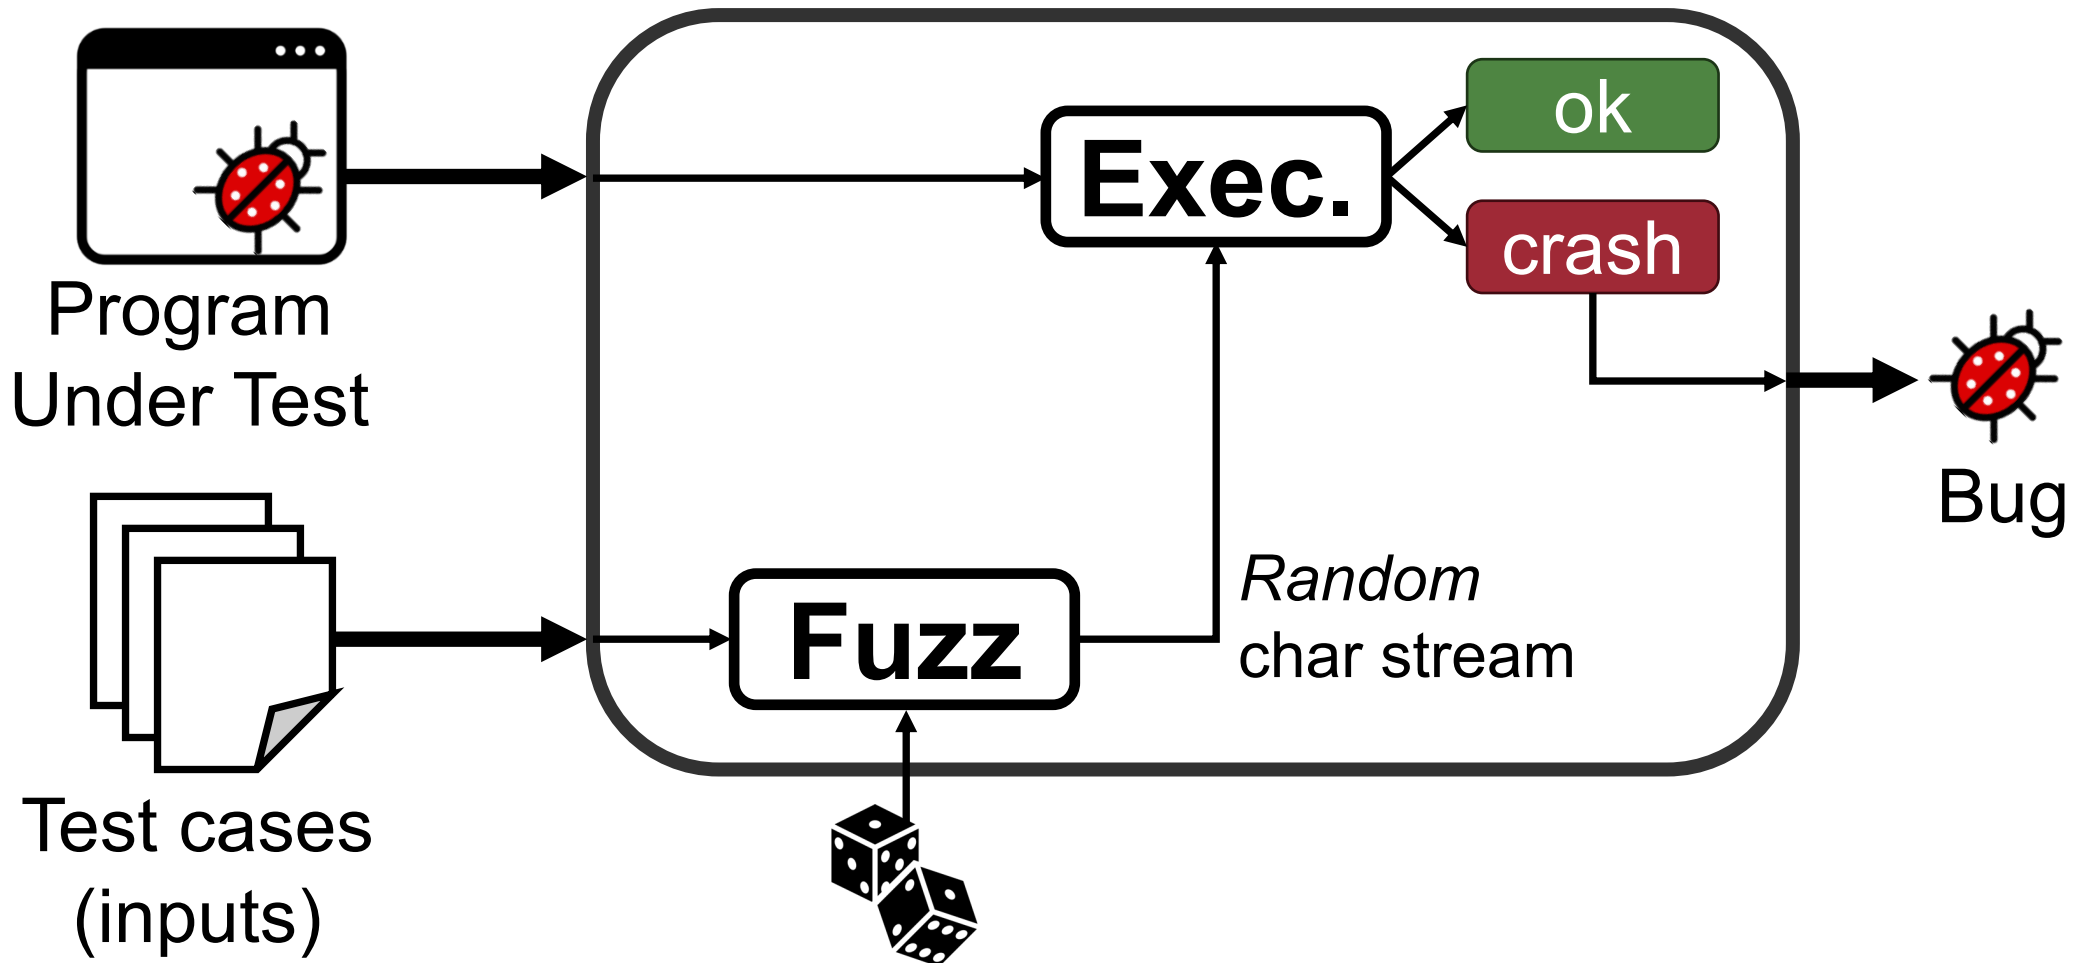 Program
Under Test
Test cases
(inputs)
Exec.
ok
crash
Fuzz
Random
char stream
Bug